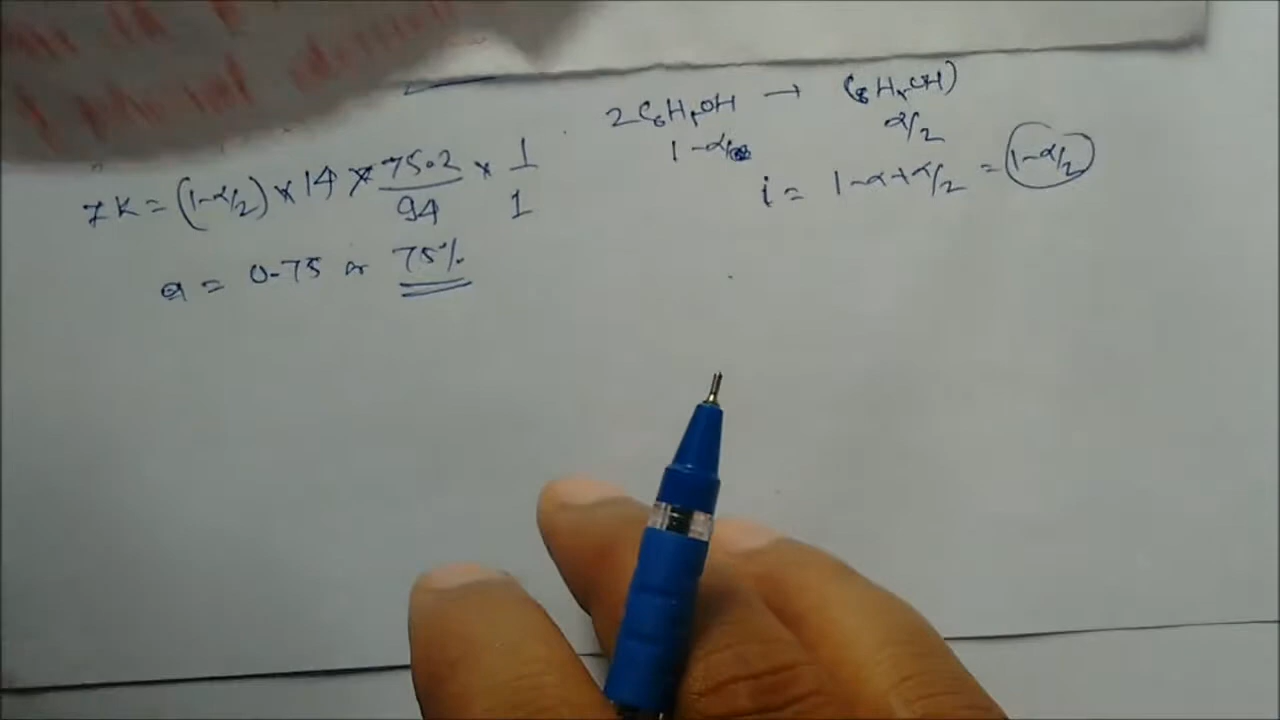 2C6H5OH → (C6H5OH)
1-α α/2
i = 1-α+α/2 = (1-α/2)
7K = (1-α/2) × 14 × 75.2/94 × 1/1
a = 0.75 or 75%